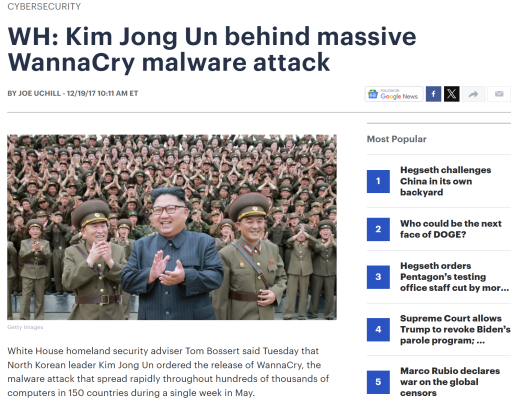 CYBERSECURITY
WH: Kim Jong Un behind massive
WannaCry malware attack
BY JOE UCHILL - 12/19/17 10:11 AM ET
FOLLOW ON
Google News
Getty Images
White House homeland security adviser Tom Bossert said Tuesday that
North Korean leader Kim Jong Un ordered the release of WannaCry, the
malware attack that spread rapidly throughout hundreds of thousands of
computers in 150 countries during a single week in May.
Most Popular
1
Hegseth challenges
China in its own
backyard
2
Who could be the next
face of DOGE?
3
Hegseth orders
Pentagon's testing
office staff cut by mor...
4
Supreme Court allows
Trump to revoke Biden's
parole program; ...
5
Marco Rubio declares
war on the global
censors